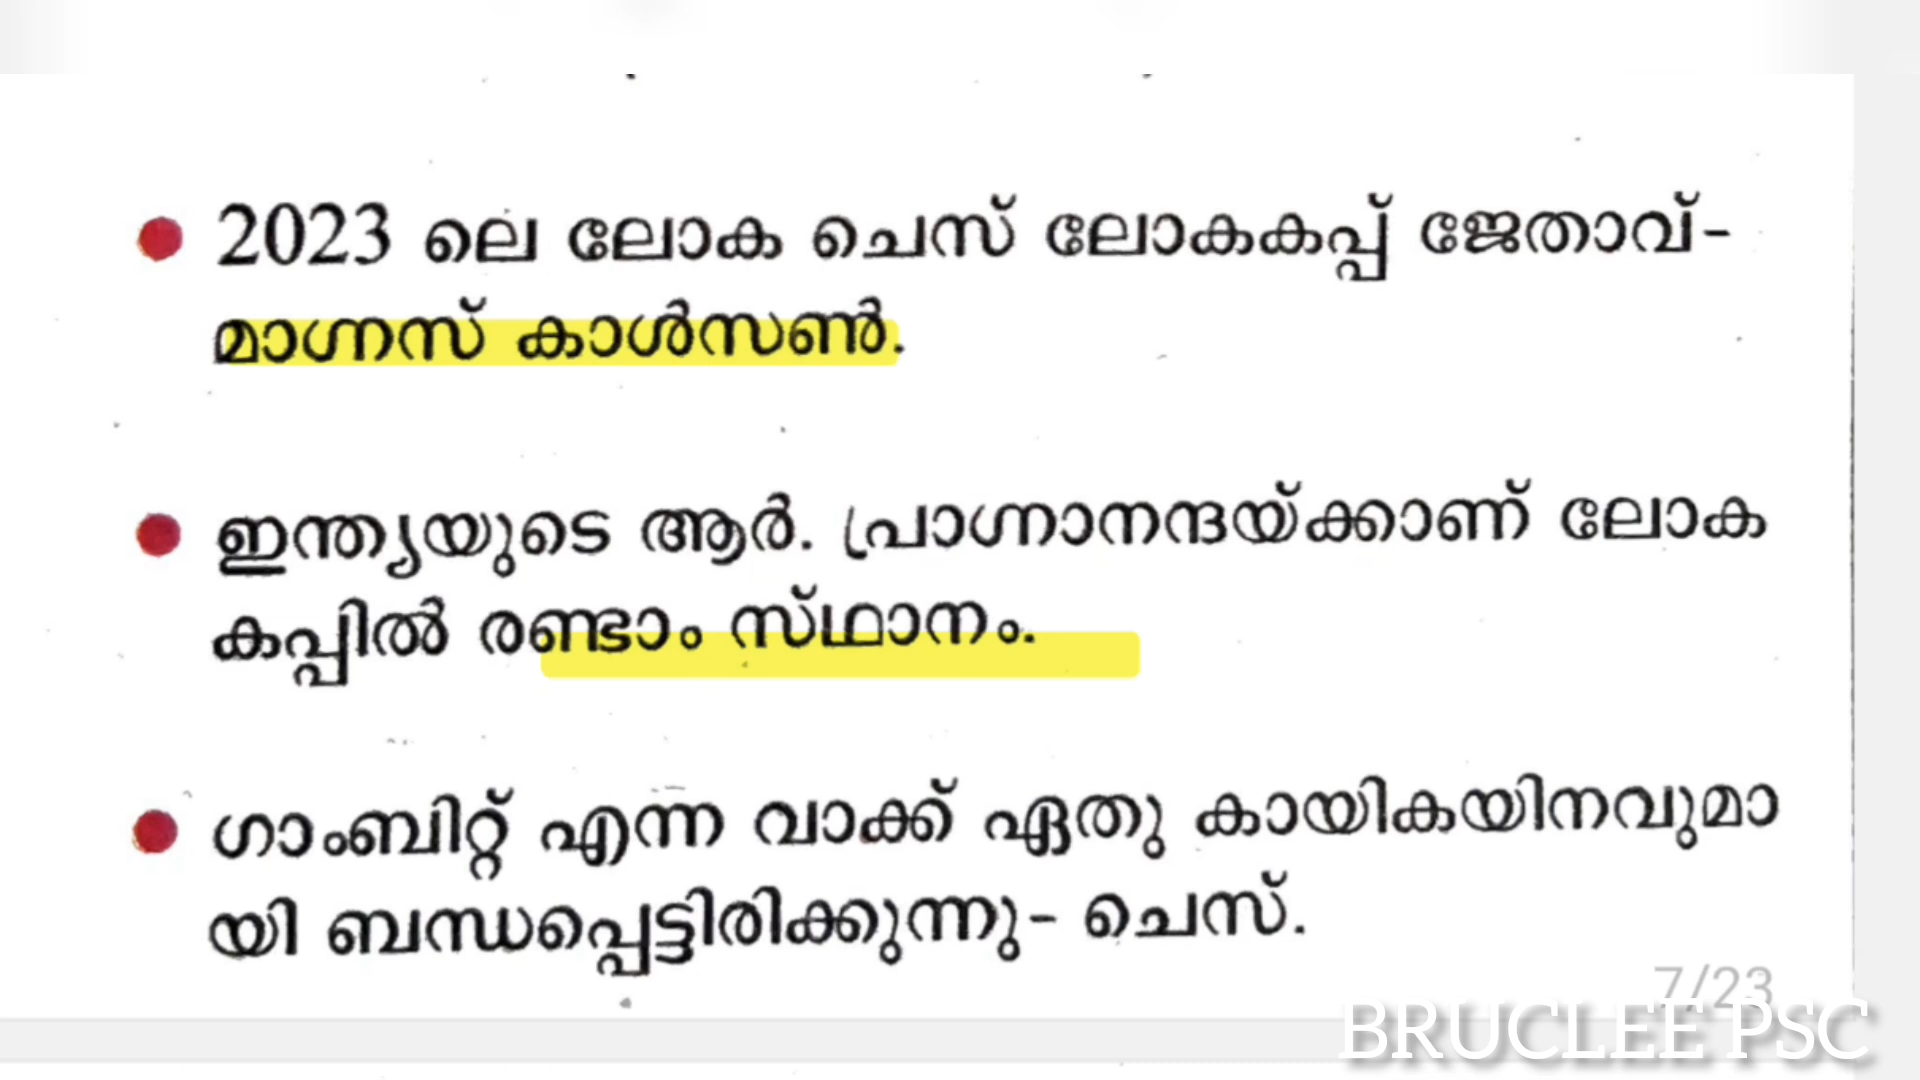 2023 ലെ ലോക ചെസ് ലോകകപ്പ് ജേതാവ്-
മാഗ്നസ് കാൾസൺ.
ഇന്ത്യയുടെ ആർ. പ്രാഗ്നാനന്ദയ്ക്കാണ് ലോക
കപ്പിൽ രണ്ടാം സ്ഥാനം.
ഗാംബിറ്റ് എന്ന വാക്ക് ഏതു കായികയിനവുമാ
യി ബന്ധപ്പെട്ടിരിക്കുന്നു- ചെസ്.
7/23
BRUCLEE PSC